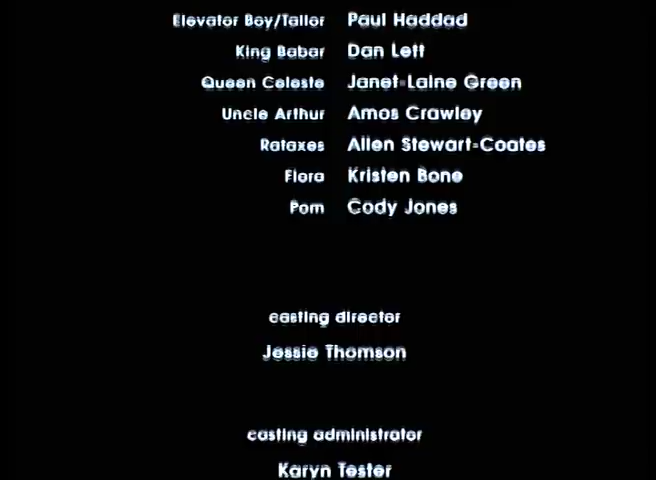 Elevator Boy/Tailor Paul Haddad
King Babar Dan Lett
Queen Celeste Janet-Laine Green
Uncle Arthur Amos Crawley
Rataxes Allen Stewart-Coates
Flora Kristen Bone
Pom Cody Jones
casting director
Jessie Thomson
casting administrator
Karyn Tester